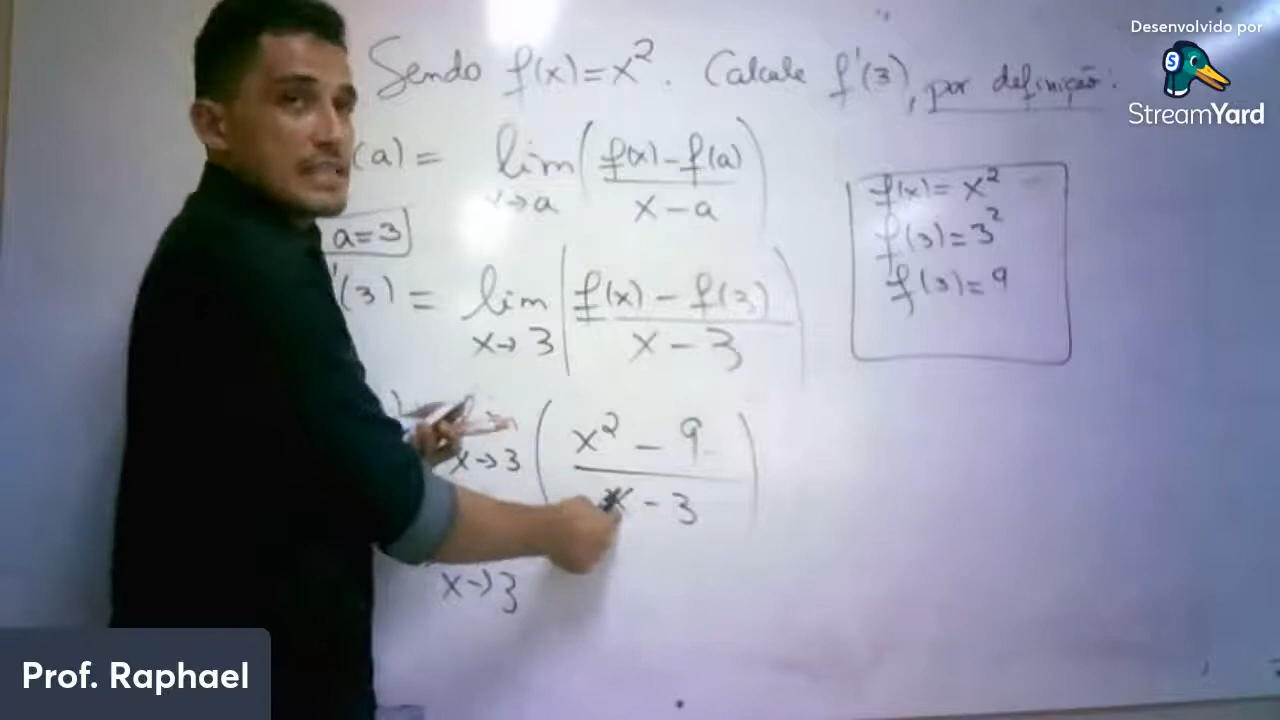 Desenvolvido por
StreamYard
Sendo f(x)=x². Calcule f'(3), por definição:
(a) = lim x→a (f(x)-f(a) / x-a)
a=3
'(3) = lim x→3 (f(x) - f(3) / x-3)
x→3 (x² - 9 / x-3)
x→3
f(x)= x²
f(3)=3²
f(3)=9
Prof. Raphael